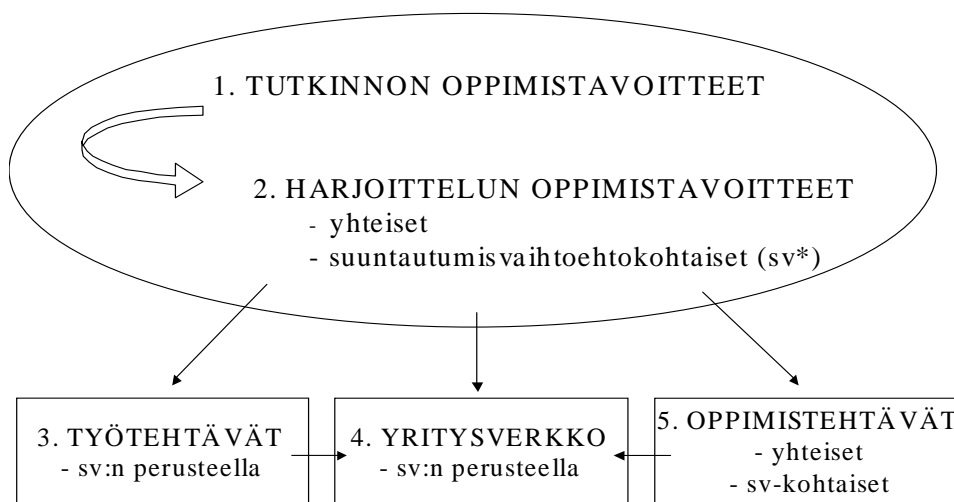 1. TUTKINNON OPPIMISTAVOITTEET
2. HARJOITTELUN OPPIMISTAVOITTEET
- yhteiset
- suuntautumisvaihtoehtokohtaiset (sv*)
3. TYÖTEHTÄVÄT
- sv:n perusteella
4. YRITYSVERKKO
- sv:n perusteella
5. OPPIMISTEHTÄVÄT
- yhteiset
- sv-kohtaiset